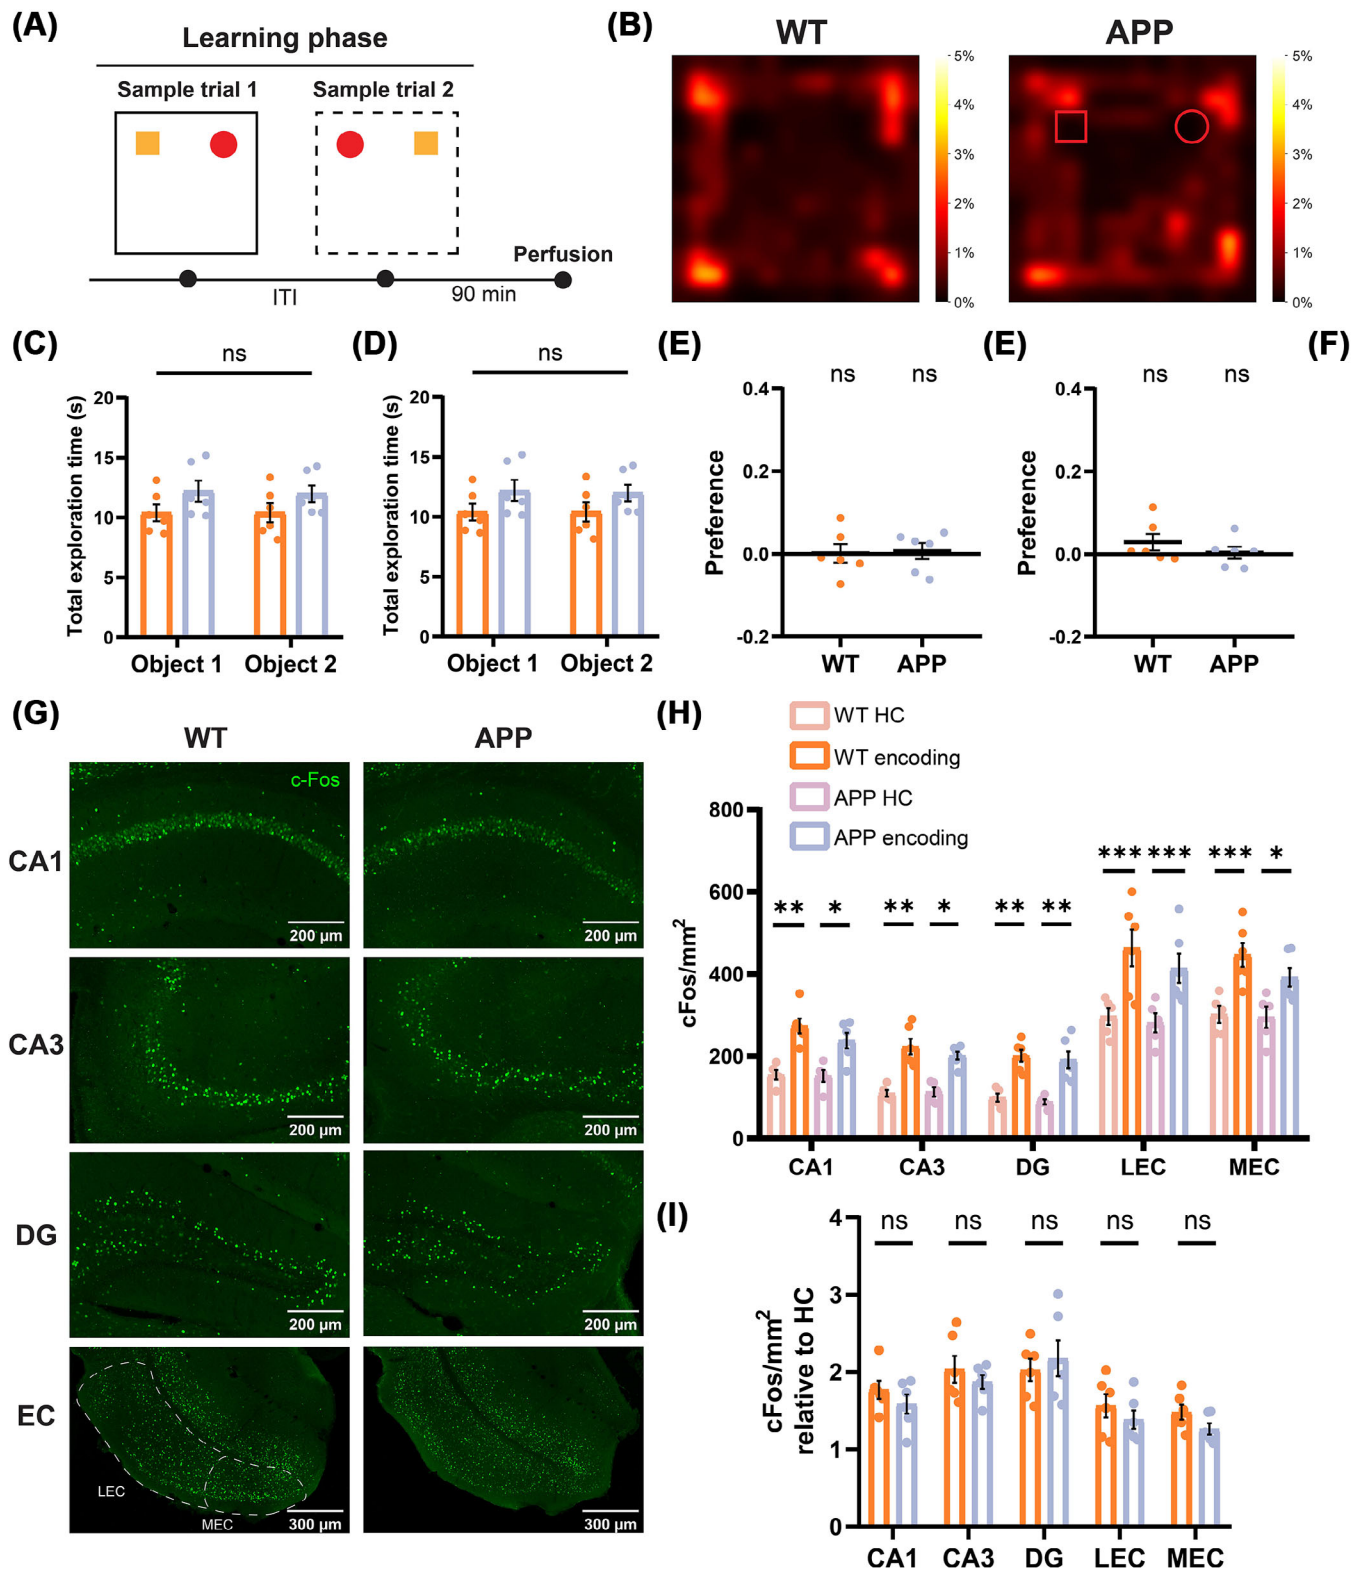 (A)
Learning phase
Sample trial 1
Sample trial 2
Perfusion
ITI
90 min
(B)
WT
APP
5%
4%
3%
2%
1%
0%
5%
4%
3%
2%
1%
0%
(C)
ns
Total exploration time (s)
20
15
10
5
0
Object 1
Object 2
(D)
ns
Total exploration time (s)
20
15
10
5
0
Object 1
Object 2
(E)
ns
ns
Preference
0.4
0.2
0.0
-0.2
WT
APP
(E)
ns
ns
Preference
0.4
0.2
0.0
-0.2
WT
APP
(F)
(G)
WT
APP
c-Fos
CA1
200 µm
200 µm
CA3
200 µm
200 µm
DG
200 µm
200 µm
EC
LEC
MEC
300 µm
300 µm
(H)
WT HC
WT encoding
APP HC
APP encoding
cFos/mm²
800
600
400
200
0
** *
** *
** **
*** ***
*** *
CA1
CA3
DG
LEC
MEC
(I)
cFos/mm²
relative to HC
4
3
2
1
0
ns
ns
ns
ns
ns
CA1
CA3
DG
LEC
MEC